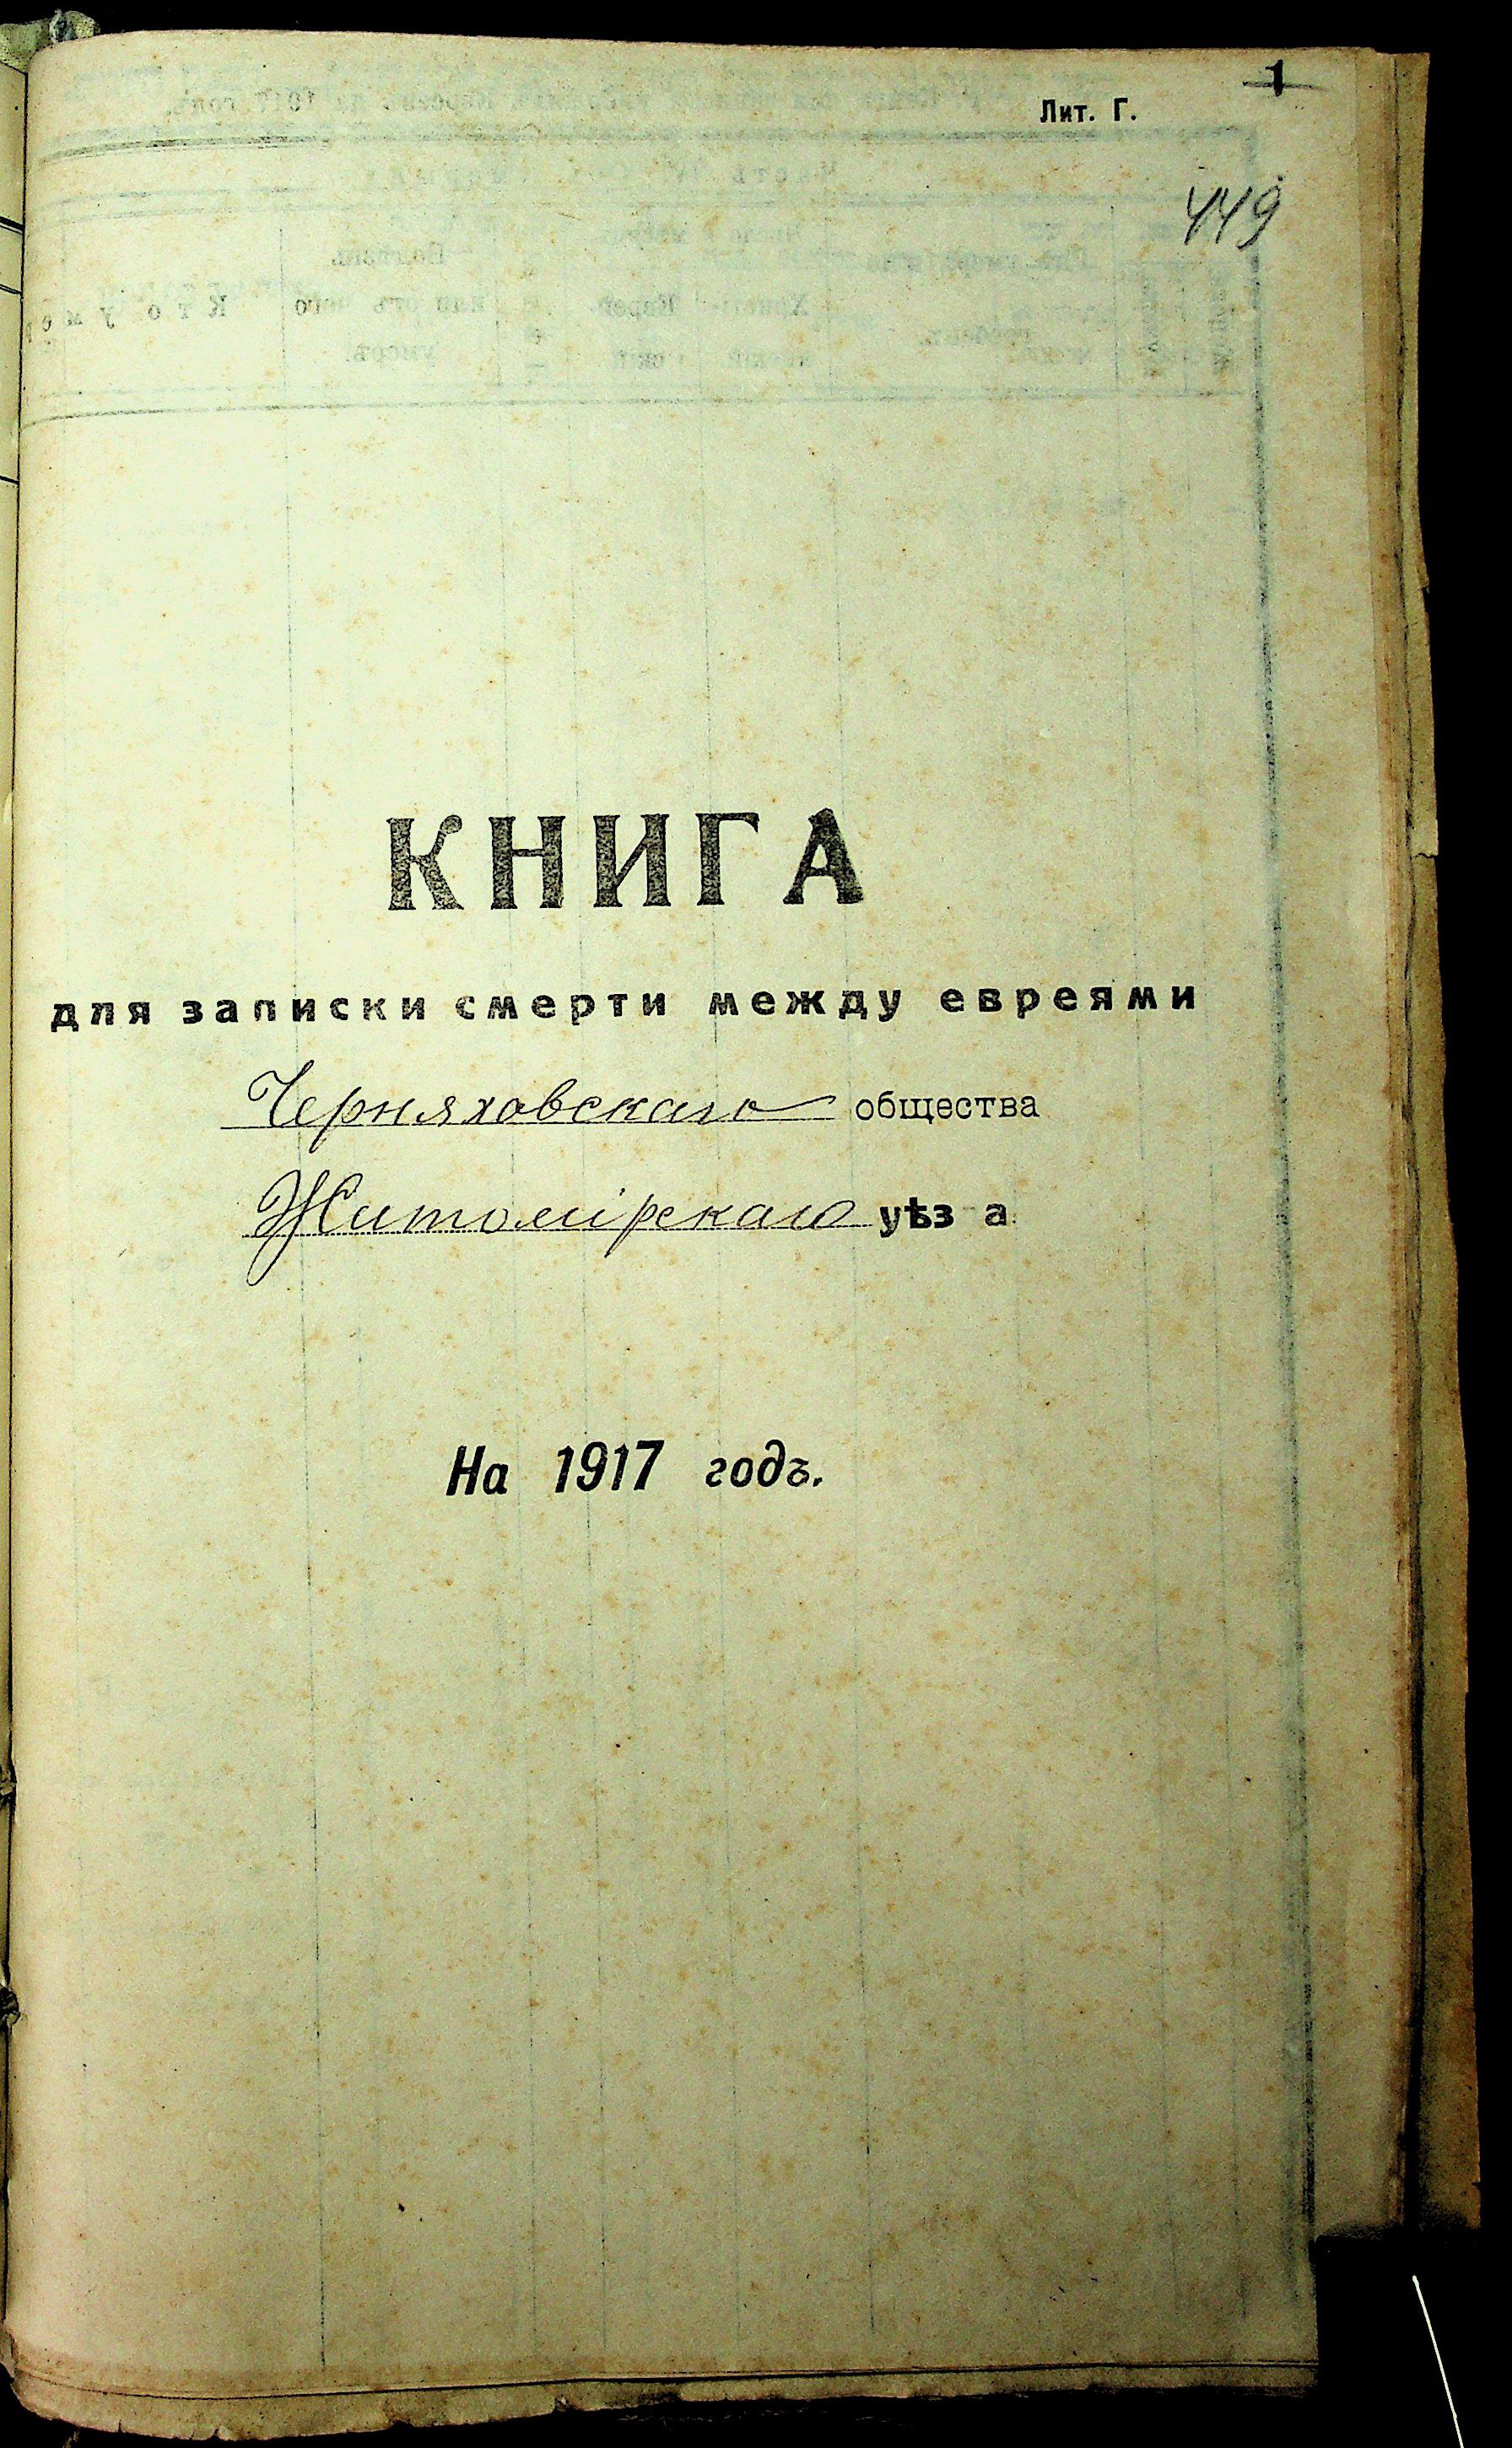 1
Лит. Г.
449
КНИГА
для записки смерти между евреями
Черняховскаго общества
Житомірскаго уѣз а
На 1917 годъ.